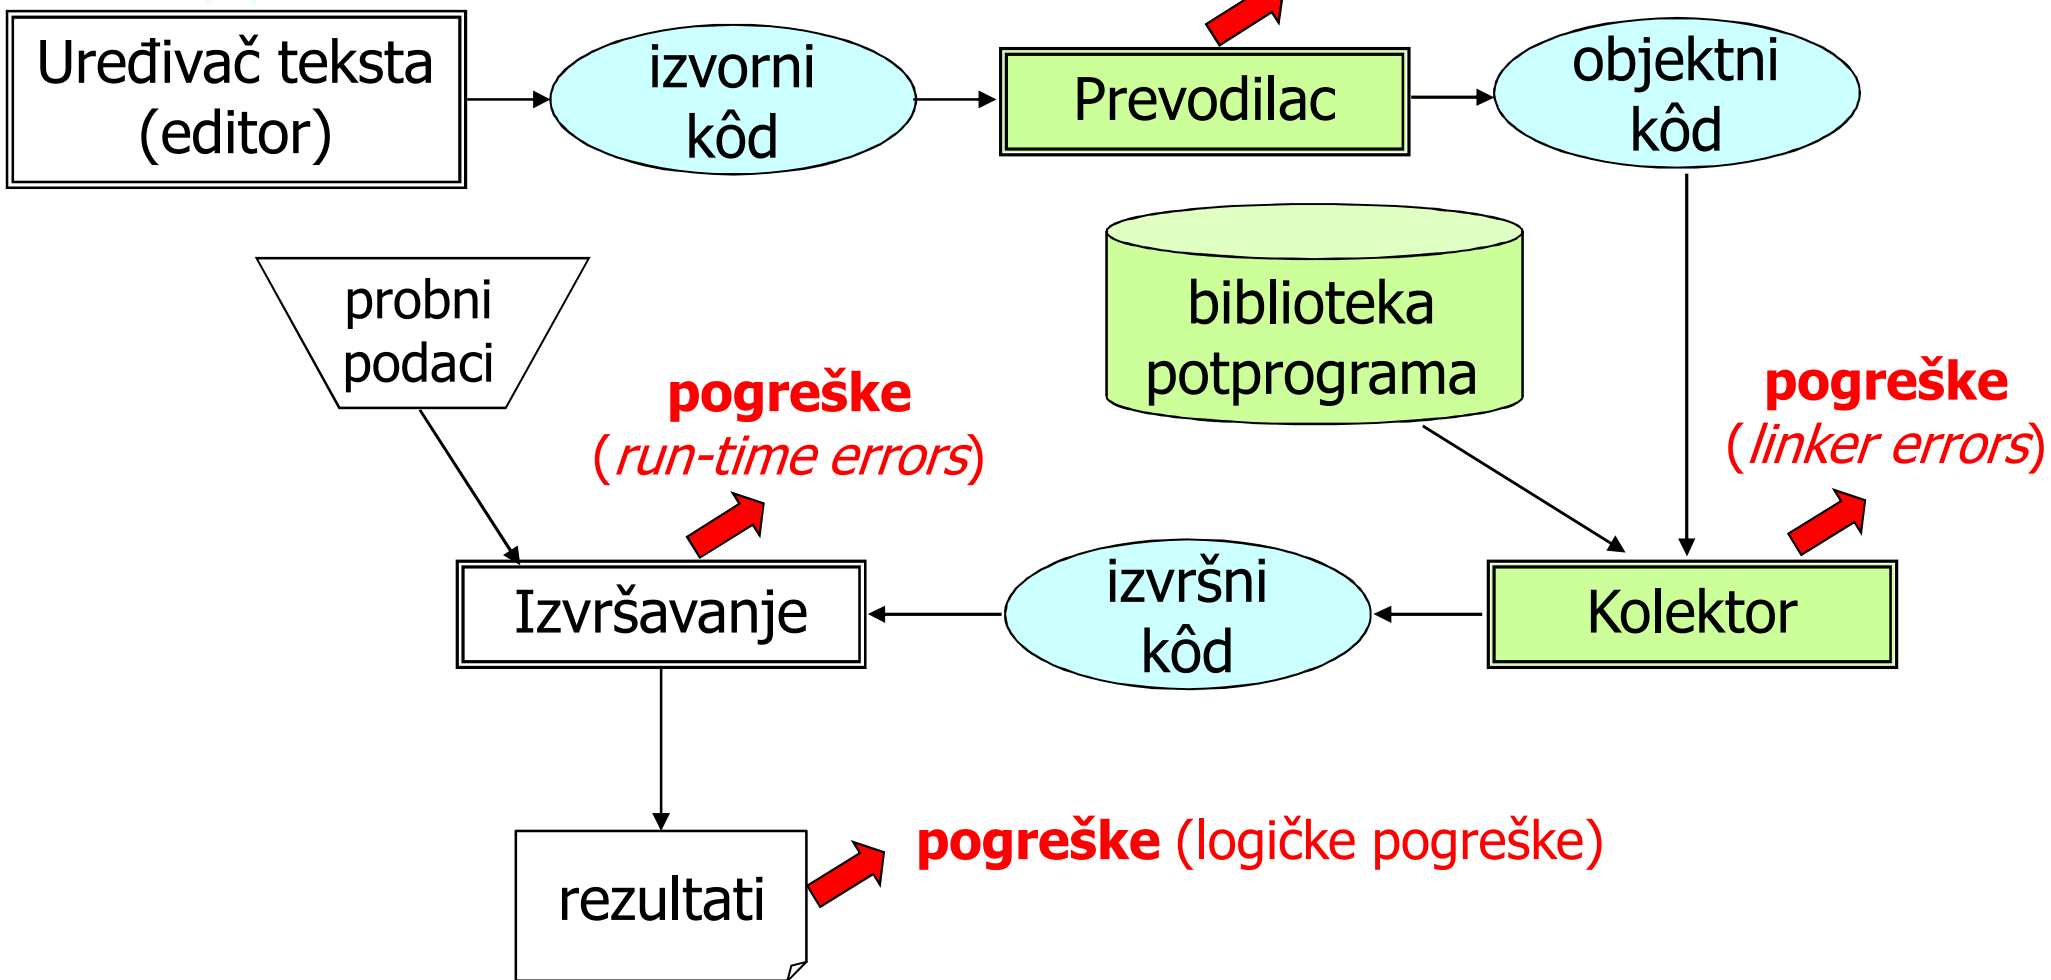 Uređivač teksta
(editor)
izvorni
kôd
Prevodilac
objektni
kôd
probni
podaci
biblioteka
potprograma
pogreške
(run-time errors)
pogreške
(linker errors)
Izvršavanje
izvršni
kôd
Kolektor
rezultati
pogreške (logičke pogreške)